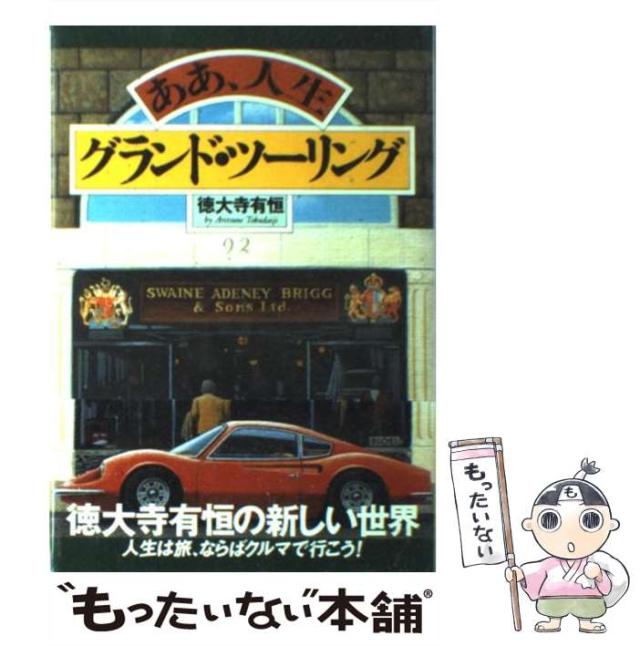 ああ、人生
グランド・ツーリング
徳大寺有恒
by Aritsune Tokudaiji
92
SWAINE ADENEY BRIGG
& Sons Ltd.
徳大寺有恒の新しい世界
人生は旅、ならばクルマで行こう!
"もったいない"本舗®
もったいない
も